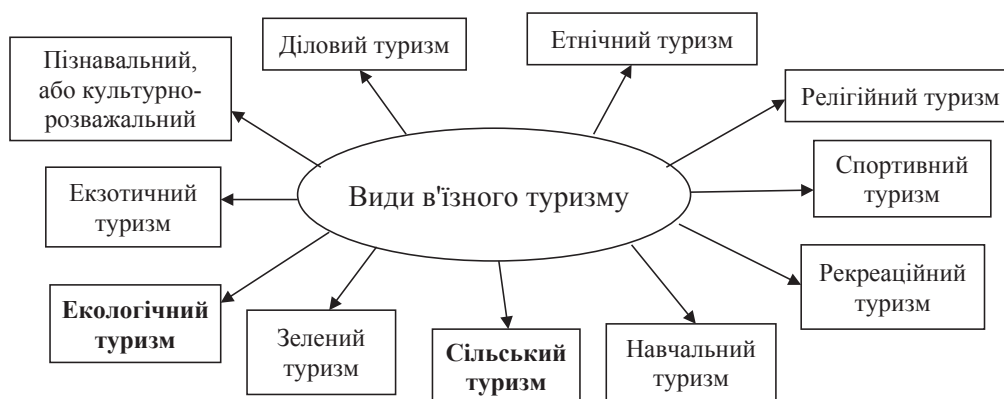 Діловий туризм
Етнічний туризм
Пізнавальний,
або культурно-
розважальний
Релігійний туризм
Екзотичний
туризм
Види в'їзного туризму
Спортивний
туризм
Екологічний
туризм
Зелений
туризм
Сільський
туризм
Навчальний
туризм
Рекреаційний
туризм